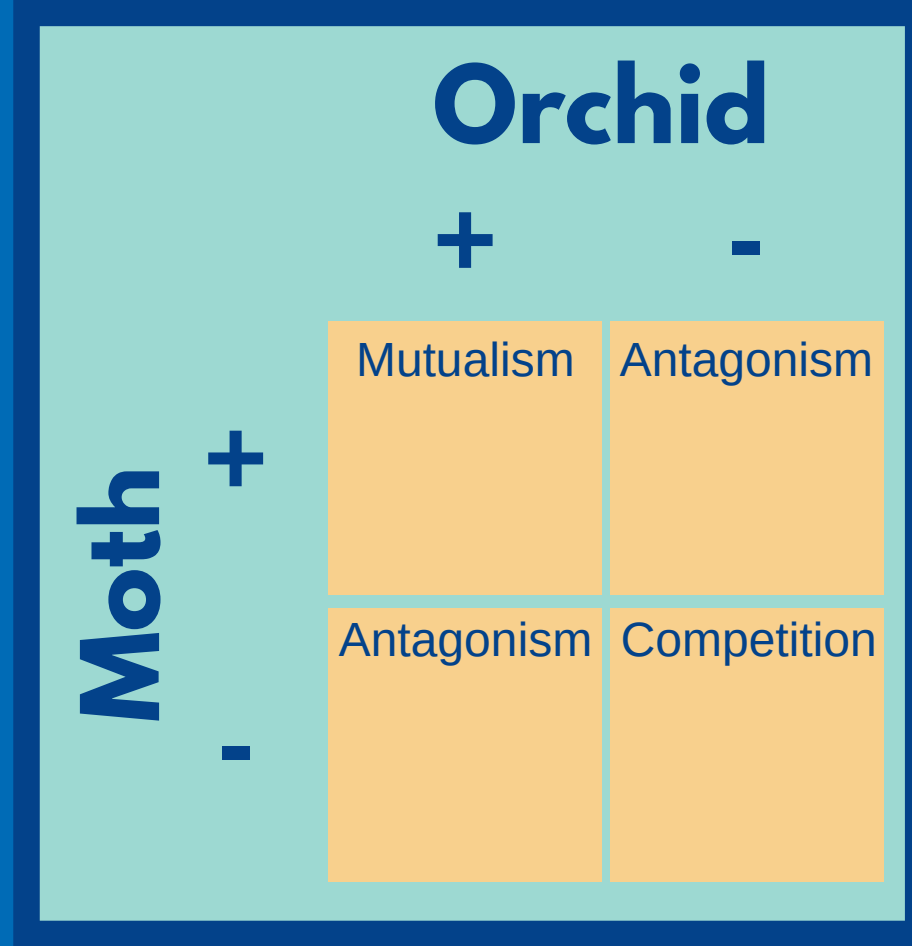 Orchid
+ -
Mutualism Antagonism
+
Moth
Antagonism Competition
-